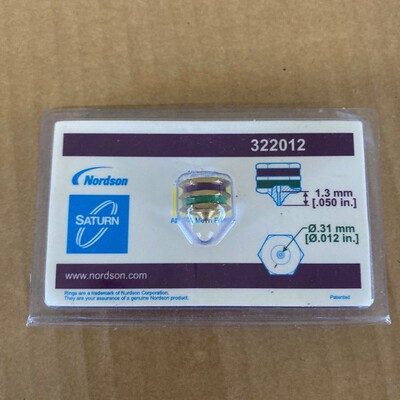 322012
Nordson
SATURN
1.3 mm
[.050 in.]
Ø.31 mm
[Ø.012 in.]
www.nordson.com
Rings are a trademark of Nordson Corporation.
They are your assurance of a genuine Nordson product.
Patented